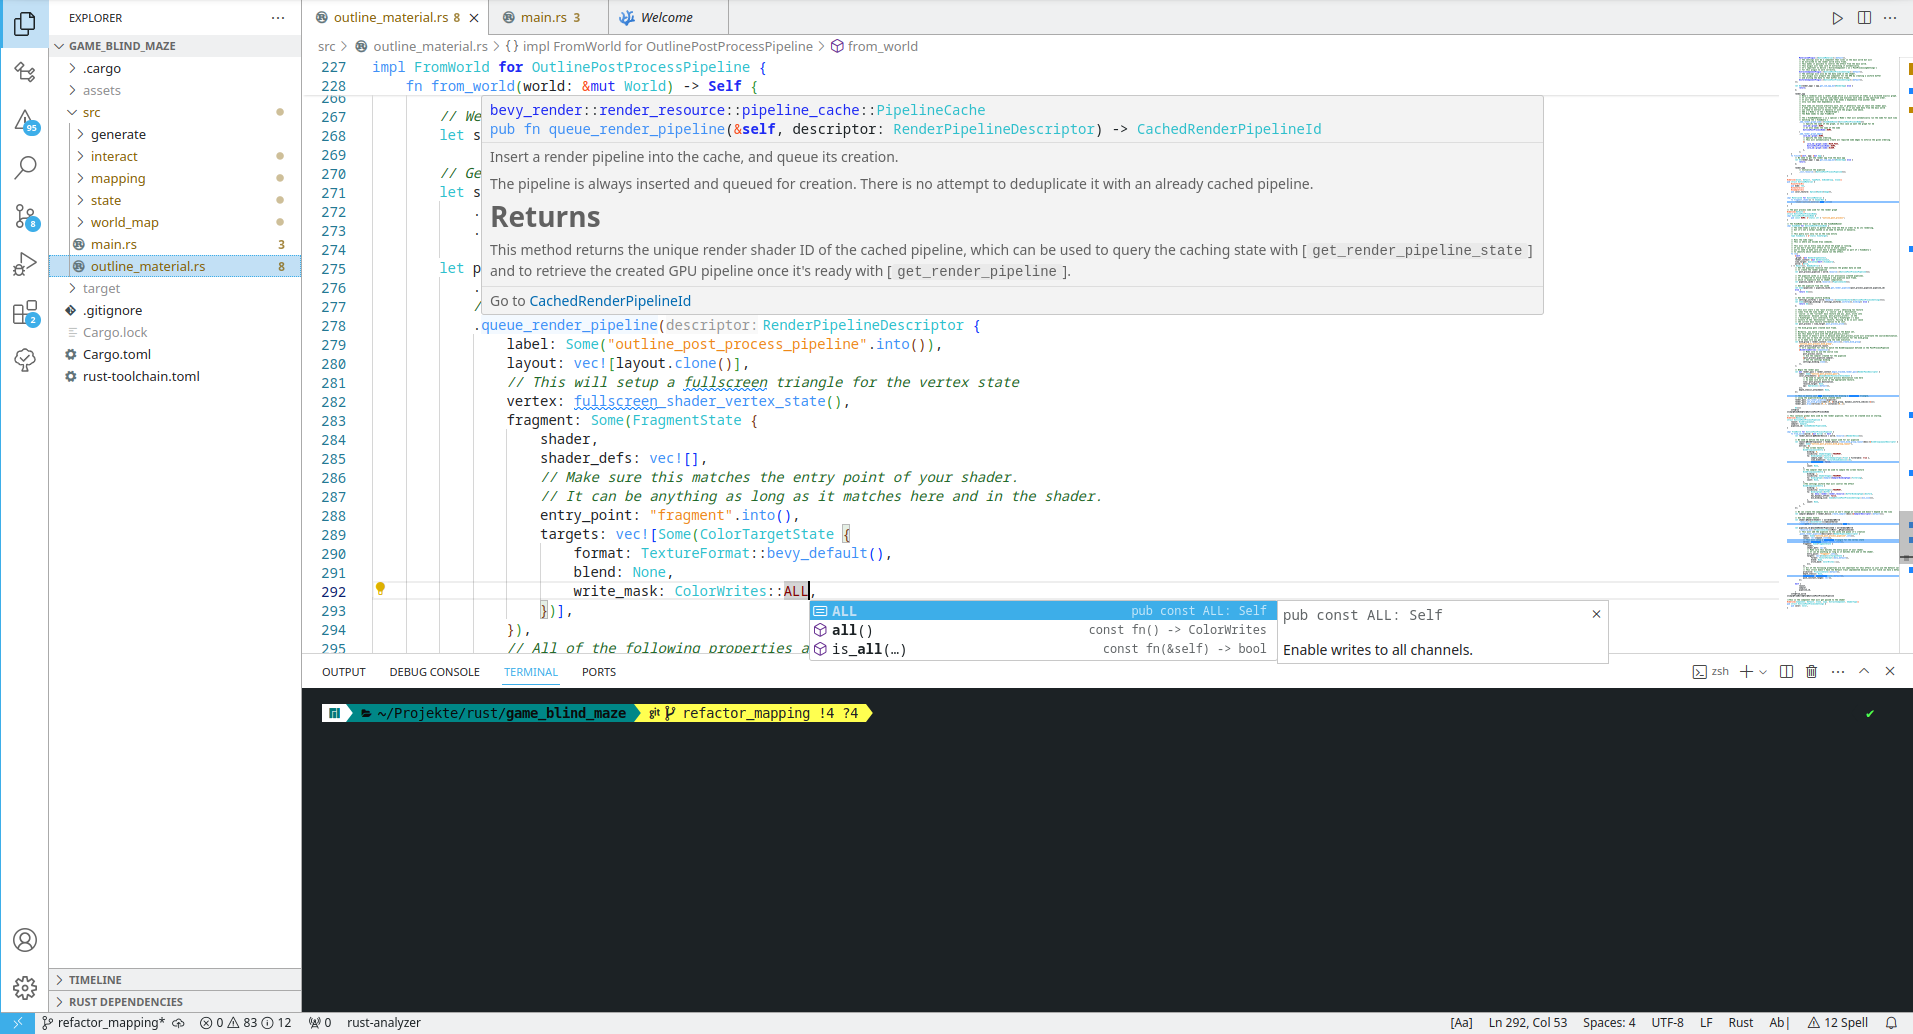 EXPLORER
GAME_BLIND_MAZE
.cargo
assets
src
generate
interact
mapping
state
world_map
main.rs 3
outline_material.rs 8
target
.gitignore
Cargo.lock
Cargo.toml
rust-toolchain.toml
TIMELINE
RUST DEPENDENCIES
95
8
2
outline_material.rs 8
main.rs 3
Welcome
src > outline_material.rs > {} impl FromWorld for OutlinePostProcessPipeline > from_world
227 impl FromWorld for OutlinePostProcessPipeline {
228 fn from_world(world: &mut World) -> Self {
266
267 // We
268 let s
269
270 // Ge
271 let s
272 .
273 .
274
275 let p
276 .
277 /
bevy_render::render_resource::pipeline_cache::PipelineCache
pub fn queue_render_pipeline(&self, descriptor: RenderPipelineDescriptor) -> CachedRenderPipelineId
Insert a render pipeline into the cache, and queue its creation.
The pipeline is always inserted and queued for creation. There is no attempt to deduplicate it with an already cached pipeline.
Returns
This method returns the unique render shader ID of the cached pipeline, which can be used to query the caching state with [ get_render_pipeline_state ]
and to retrieve the created GPU pipeline once it's ready with [ get_render_pipeline ].
Go to CachedRenderPipelineId
278 .queue_render_pipeline(descriptor: RenderPipelineDescriptor {
279 label: Some("outline_post_process_pipeline".into()),
280 layout: vec![layout.clone()],
281 // This will setup a fullscreen triangle for the vertex state
282 vertex: fullscreen_shader_vertex_state(),
283 fragment: Some(FragmentState {
284 shader,
285 shader_defs: vec![],
286 // Make sure this matches the entry point of your shader.
287 // It can be anything as long as it matches here and in the shader.
288 entry_point: "fragment".into(),
289 targets: vec![Some(ColorTargetState {
290 format: TextureFormat::bevy_default(),
291 blend: None,
292 write_mask: ColorWrites::ALL,
293 })],
294 }),
295 // All of the following properties a
ALL pub const ALL: Self
all() const fn() -> ColorWrites
is_all(…) const fn(&self) -> bool
pub const ALL: Self
Enable writes to all channels.
OUTPUT DEBUG CONSOLE TERMINAL PORTS
zsh
~/Projekte/rust/game_blind_maze git refactor_mapping !4 ?4
refactor_mapping* 0 83 12 0 rust-analyzer
[Aa] Ln 292, Col 53 Spaces: 4 UTF-8 LF Rust Ab| 12 Spell